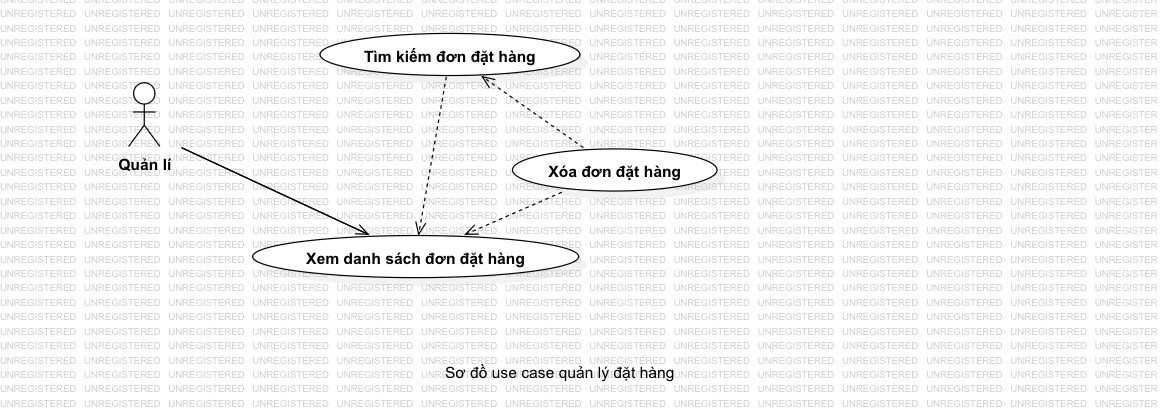 Tìm kiếm đơn đặt hàng
Quản lí
Xóa đơn đặt hàng
Xem danh sách đơn đặt hàng
Sơ đồ use case quản lý đặt hàng
UNREGISTERED